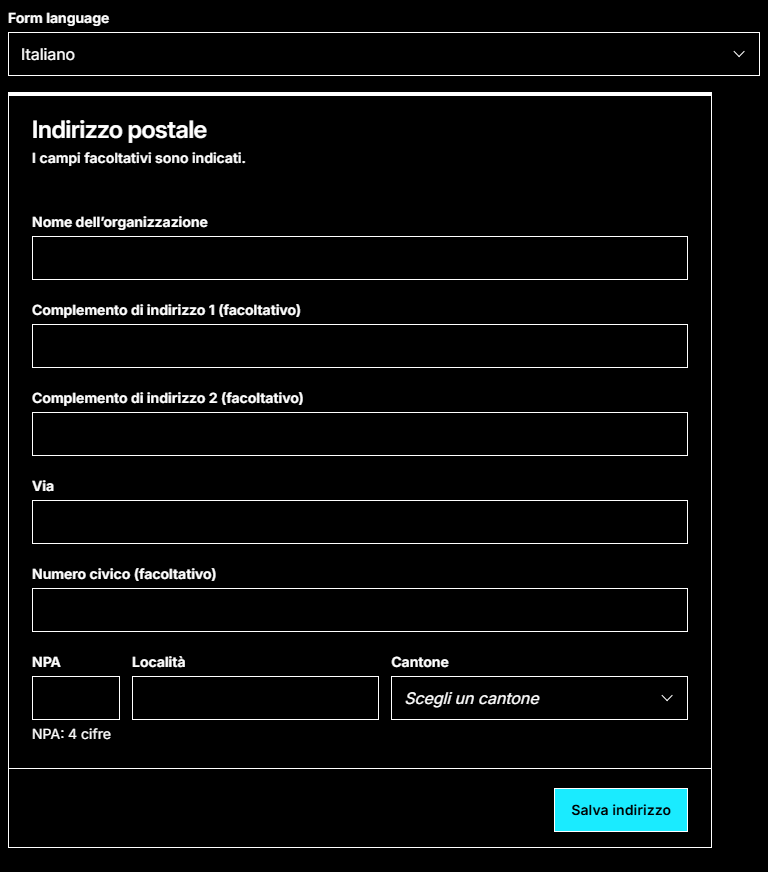 Form language
Italiano
Indirizzo postale
I campi facoltativi sono indicati.
Nome dell’organizzazione
Complemento di indirizzo 1 (facoltativo)
Complemento di indirizzo 2 (facoltativo)
Via
Numero civico (facoltativo)
NPA Località Cantone
Scegli un cantone
NPA: 4 cifre
Salva indirizzo